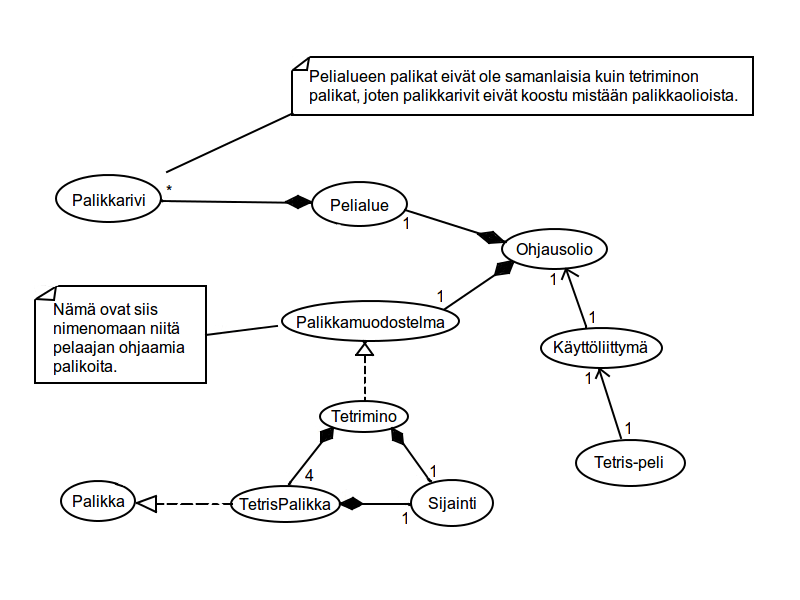 Pelialueen palikat eivät ole samanlaisia kuin tetriminon
palikat, joten palikkarivit eivät koostu mistään palikkaolioista.
Palikkarivi
*
Pelialue
1
Ohjausolio
1
1
Nämä ovat siis
nimenomaan niitä
pelaajan ohjaamia
palikoita.
Palikkamuodostelma
1
Käyttöliittymä
1
1
Tetrimino
Tetris-peli
4
1
Palikka
TetrisPalikka
1
Sijainti